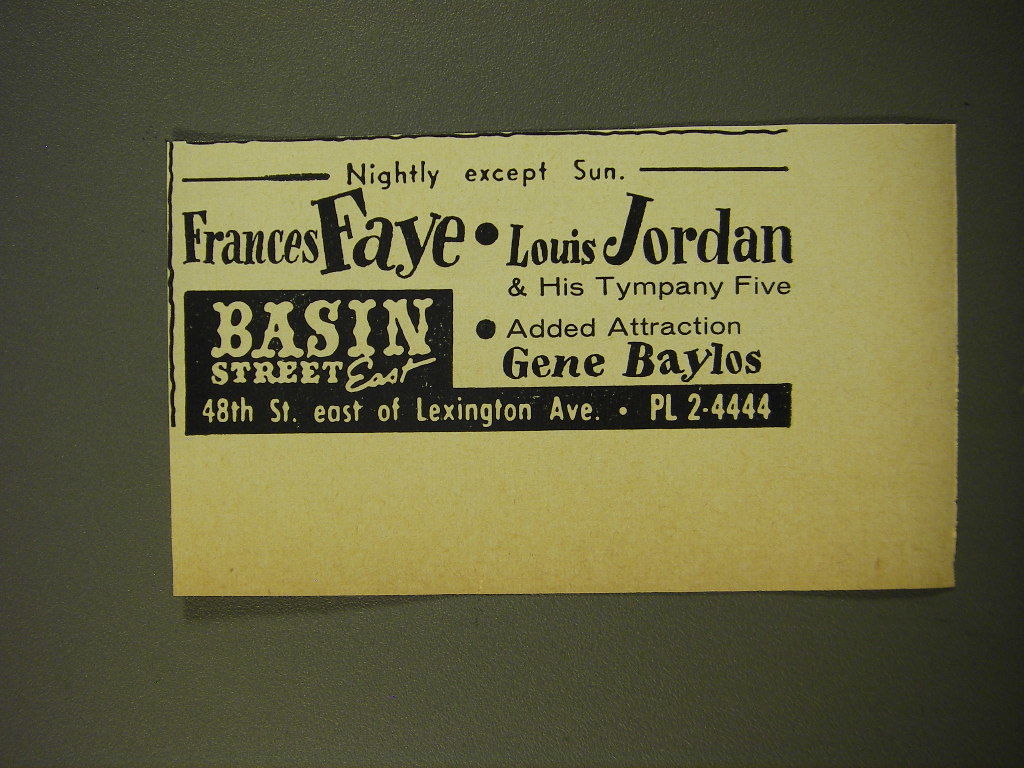 Nightly except Sun.
Frances Faye • Louis Jordan
& His Tympany Five
BASIN
STREET East
• Added Attraction
Gene Baylos
48th St. east of Lexington Ave. • PL 2-4444